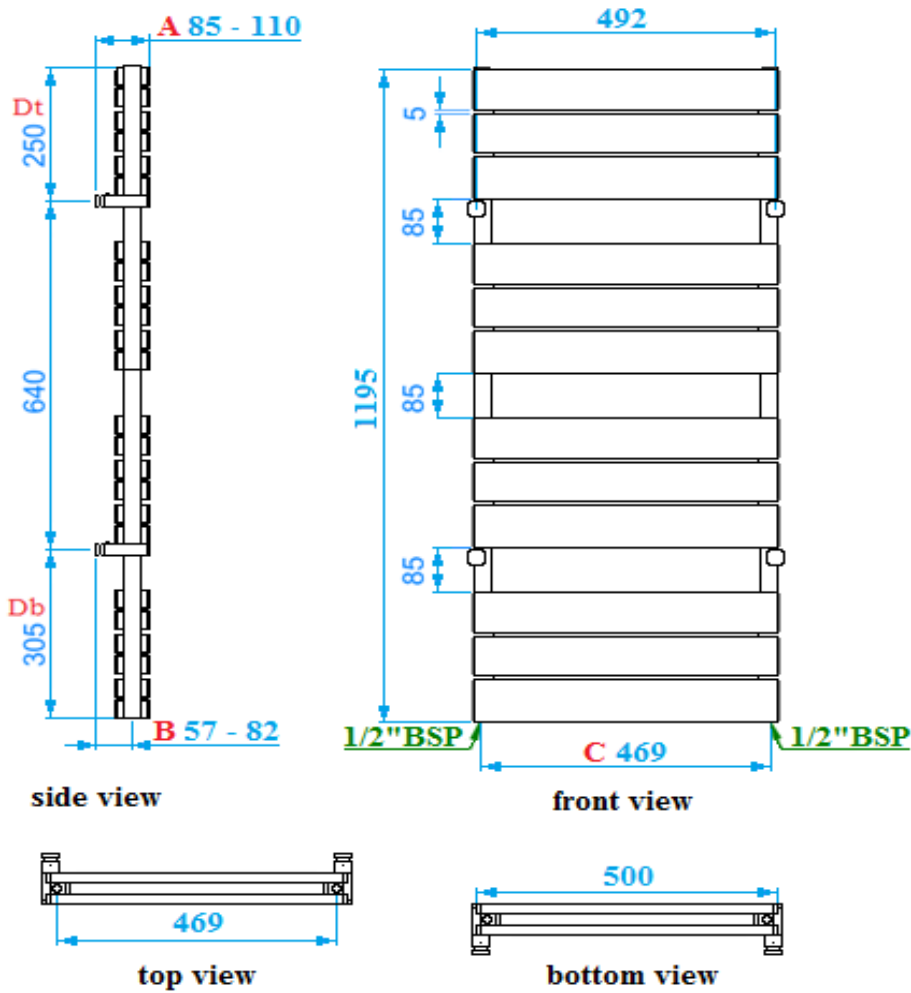 A 85 - 110
492
Dt
250
5
85
640
1195
85
85
Db
305
B 57 - 82
1/2"BSP
C 469
1/2"BSP
side view
front view
469
500
top view
bottom view